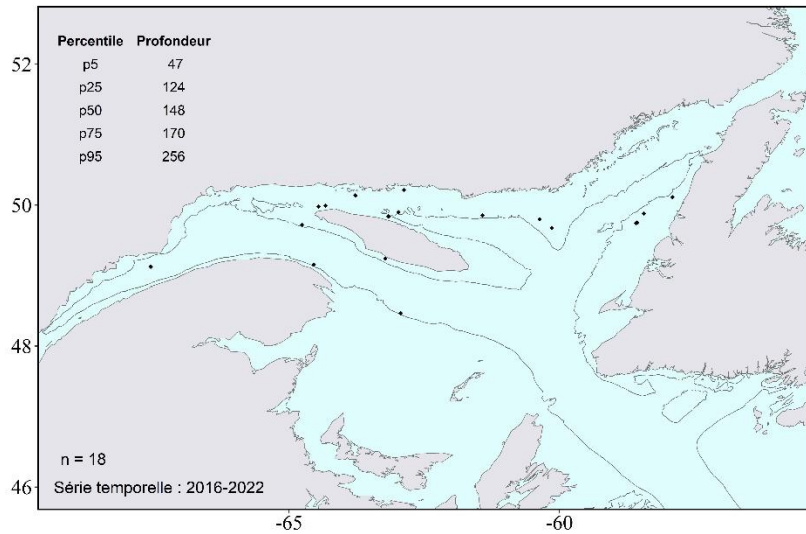 Percentile Profondeur
p5 47
p25 124
p50 148
p75 170
p95 256
52
50
48
46
n = 18
Série temporelle : 2016-2022
-65 -60